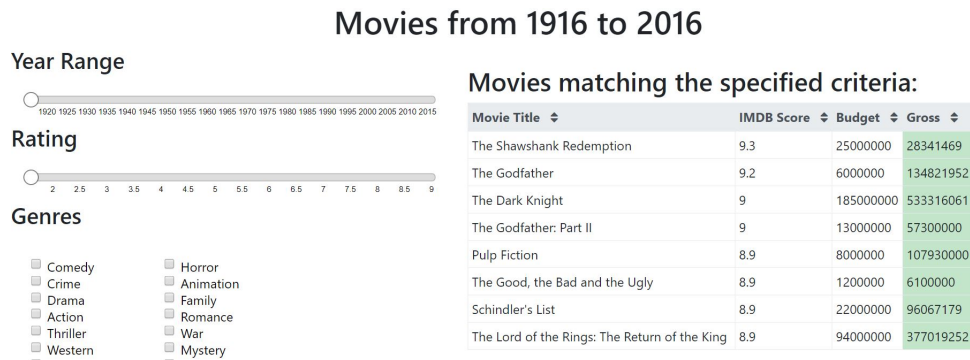 Movies from 1916 to 2016
Year Range
1920 1925 1930 1935 1940 1945 1950 1955 1960 1965 1970 1975 1980 1985 1990 1995 2000 2005 2010 2015
Rating
2 2.5 3 3.5 4 4.5 5 5.5 6 6.5 7 7.5 8 8.5 9
Genres
Comedy Horror
Crime Animation
Drama Family
Action Romance
Thriller War
Western Mystery
Movies matching the specified criteria:
Movie Title IMDB Score Budget Gross
The Shawshank Redemption 9.3 25000000 28341469
The Godfather 9.2 6000000 134821952
The Dark Knight 9 185000000 533316061
The Godfather: Part II 9 13000000 57300000
Pulp Fiction 8.9 8000000 107930000
The Good, the Bad and the Ugly 8.9 1200000 6100000
Schindler's List 8.9 22000000 96067179
The Lord of the Rings: The Return of the King 8.9 94000000 377019252